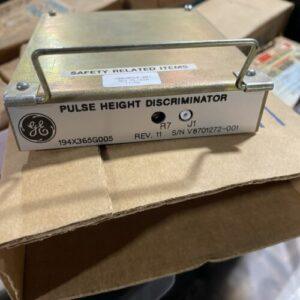 SAFETY RELATED ITEMS
PULSE HEIGHT DISCRIMINATOR
GE
R7 J1
194X365G005
REV. 11 S/N V8701272-001